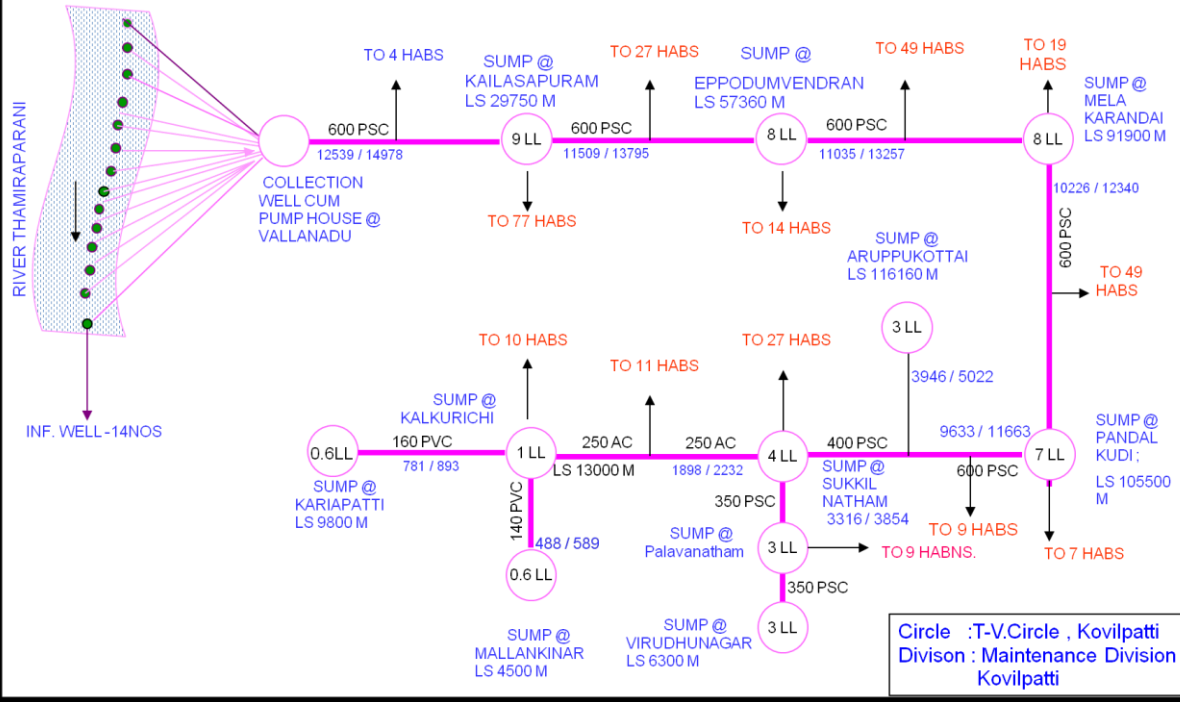 RIVER THAMIRAPARANI
INF. WELL -14NOS
COLLECTION
WELL CUM
PUMP HOUSE @
VALLANADU
600 PSC
12539 / 14978
TO 4 HABS
SUMP @
KAILASAPURAM
LS 29750 M
9 LL
TO 77 HABS
600 PSC
11509 / 13795
TO 27 HABS
SUMP @
EPPODUMVENDRAN
LS 57360 M
8 LL
TO 14 HABS
600 PSC
11035 / 13257
TO 49 HABS
TO 19
HABS
8 LL
SUMP @
MELA
KARANDAI
LS 91900 M
10226 / 12340
600 PSC
TO 49
HABS
SUMP @
ARUPPUKOTTAI
LS 116160 M
3 LL
3946 / 5022
9633 / 11663
7 LL
SUMP @
PANDAL
KUDI ;
LS 105500
M
600 PSC
TO 9 HABS
TO 7 HABS
400 PSC
TO 27 HABS
4 LL
SUMP @
SUKKIL
NATHAM
3316 / 3854
TO 11 HABS
250 AC
250 AC
LS 13000 M
1898 / 2232
TO 10 HABS
SUMP @
KALKURICHI
1 LL
160 PVC
781 / 893
0.6LL
SUMP @
KARIAPATTI
LS 9800 M
140 PVC
488 / 589
0.6 LL
SUMP @
MALLANKINAR
LS 4500 M
350 PSC
SUMP @
Palavanatham
3 LL
TO 9 HABNS.
350 PSC
SUMP @
VIRUDHUNAGAR
LS 6300 M
3 LL
Circle :T-V.Circle , Kovilpatti
Divison : Maintenance Division
Kovilpatti